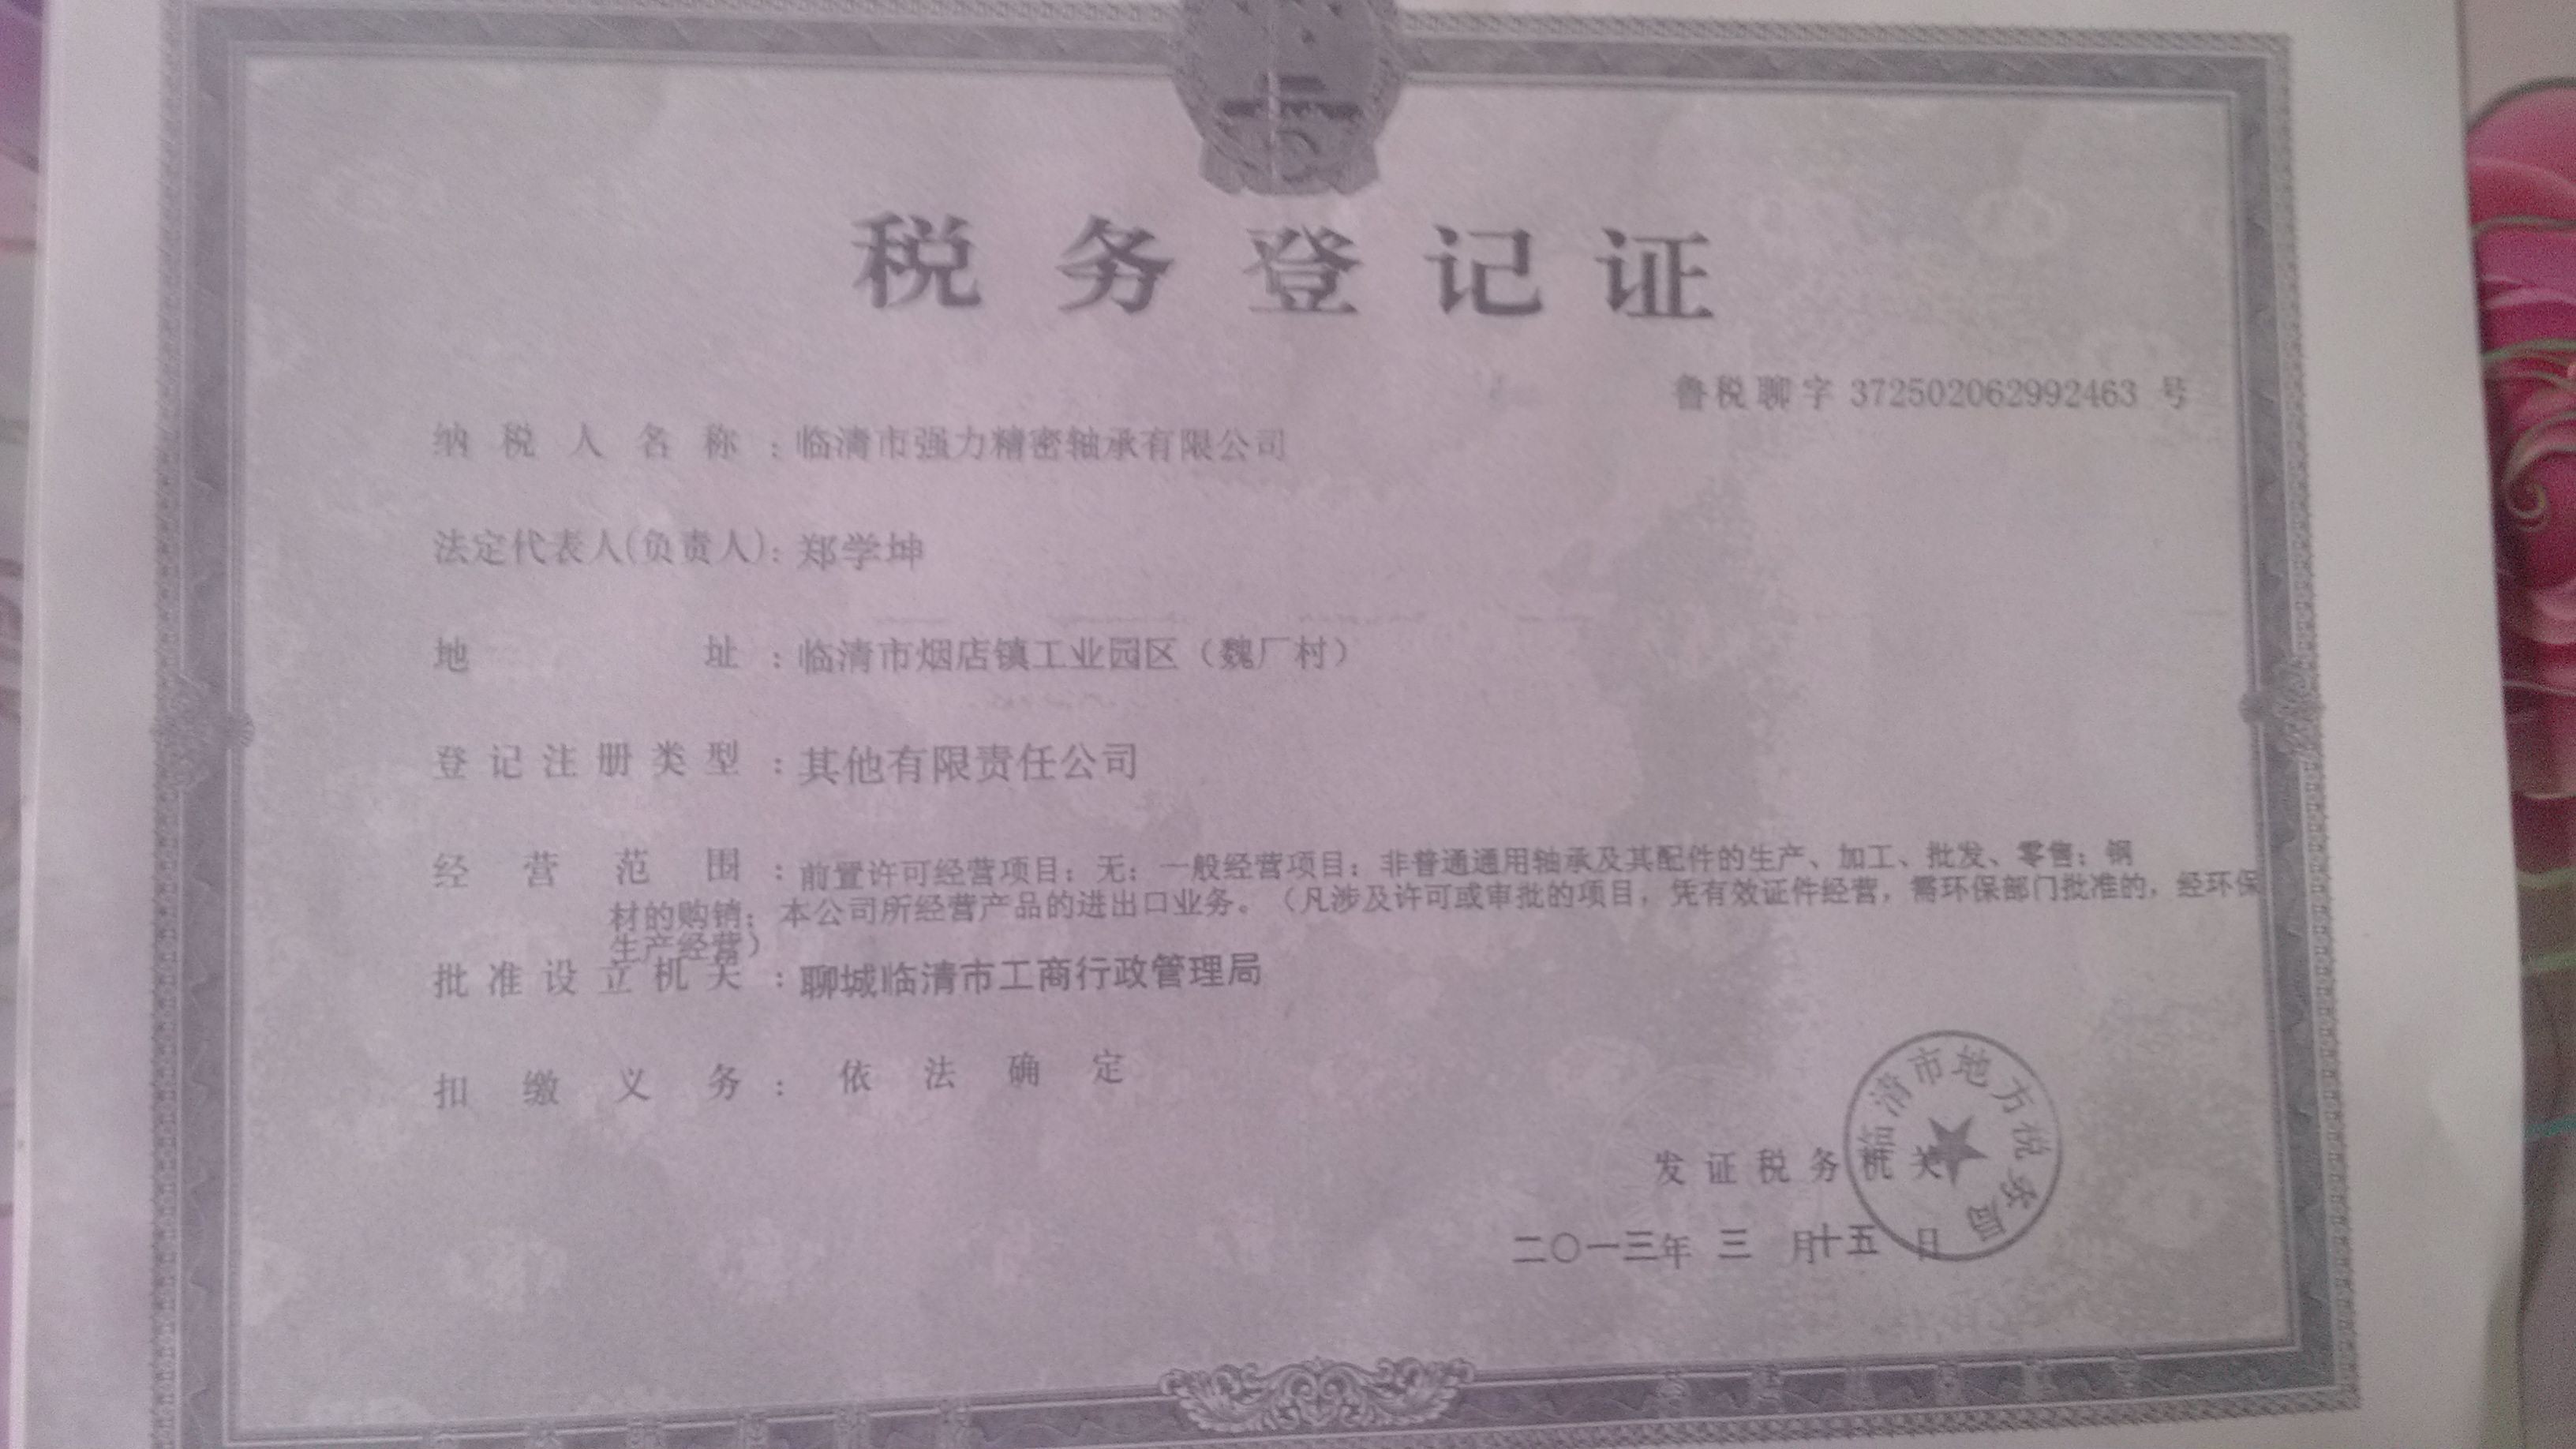 税务登记证
鲁税聊字 372502062992463 号
纳税人名称：临清市强力精密轴承有限公司
法定代表人(负责人)：郑学坤
地址：临清市烟店镇工业园区（魏厂村）
登记注册类型：其他有限责任公司
经营范围：前置许可经营项目：无；一般经营项目：非普通通用轴承及其配件的生产、加工、批发、零售；钢
材的购销；本公司所经营产品的进出口业务。（凡涉及许可或审批的项目，凭有效证件经营，需环保部门批准的，经环保
生产经营）
批准设立机关：聊城临清市工商行政管理局
扣缴义务：依法确定
临清市地方税务局
发证税务机关
二〇一三年 三 月十五 日